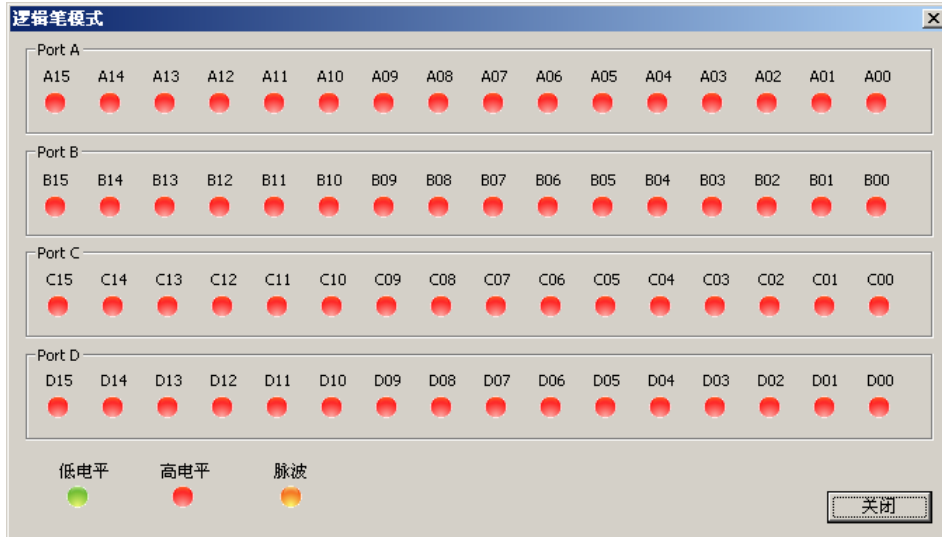 逻辑笔模式
Port A
A15 A14 A13 A12 A11 A10 A09 A08 A07 A06 A05 A04 A03 A02 A01 A00
Port B
B15 B14 B13 B12 B11 B10 B09 B08 B07 B06 B05 B04 B03 B02 B01 B00
Port C
C15 C14 C13 C12 C11 C10 C09 C08 C07 C06 C05 C04 C03 C02 C01 C00
Port D
D15 D14 D13 D12 D11 D10 D09 D08 D07 D06 D05 D04 D03 D02 D01 D00
低电平 高电平 脉波
关闭